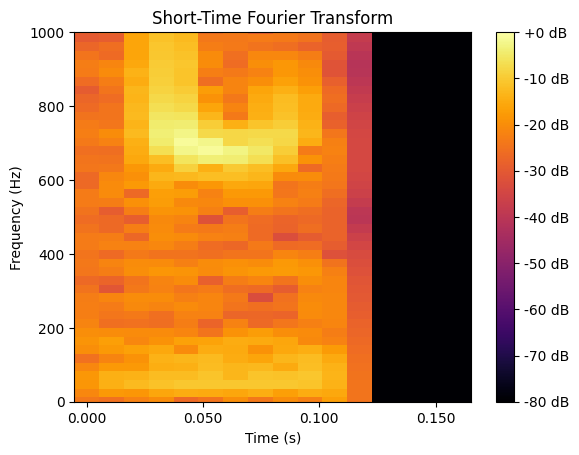 Short-Time Fourier Transform
Frequency (Hz)
1000
800
600
400
200
0
0.000 0.050 0.100 0.150
Time (s)
+0 dB
-10 dB
-20 dB
-30 dB
-40 dB
-50 dB
-60 dB
-70 dB
-80 dB